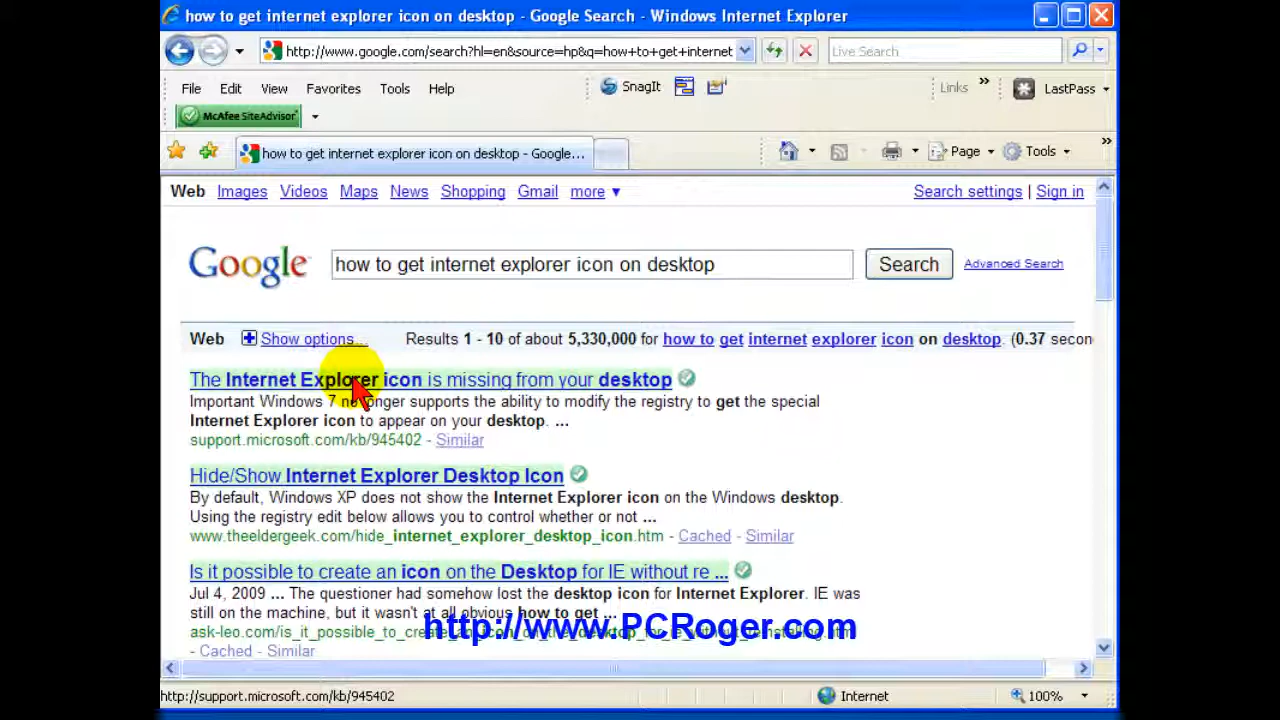 how to get internet explorer icon on desktop - Google Search - Windows Internet Explorer
http://www.google.com/search?hl=en&source=hp&q=how+to+get+internet
Live Search
File Edit View Favorites Tools Help
SnagIt
Links »
LastPass
McAfee SiteAdvisor
how to get internet explorer icon on desktop - Google...
Page
Tools
»
Web Images Videos Maps News Shopping Gmail more ▼
Search settings | Sign in
Google
how to get internet explorer icon on desktop
Search
Advanced Search
Web
Show options...
Results 1 - 10 of about 5,330,000 for how to get internet explorer icon on desktop. (0.37 secon
The Internet Explorer icon is missing from your desktop
Important Windows 7 no longer supports the ability to modify the registry to get the special
Internet Explorer icon to appear on your desktop. ...
support.microsoft.com/kb/945402 - Similar
Hide/Show Internet Explorer Desktop Icon
By default, Windows XP does not show the Internet Explorer icon on the Windows desktop.
Using the registry edit below allows you to control whether or not ...
www.theeldergeek.com/hide_internet_explorer_desktop_icon.htm - Cached - Similar
Is it possible to create an icon on the Desktop for IE without re ...
Jul 4, 2009 ... The questioner had somehow lost the desktop icon for Internet Explorer. IE was
still on the machine, but it wasn't at all obvious how to get ...
http://www.PCRoger.com
ask-leo.com/is_it_possible_to_create_an_icon_on_the_desktop_for_ie_without_reinstalling.htm
- Cached - Similar
http://support.microsoft.com/kb/945402
Internet
100%